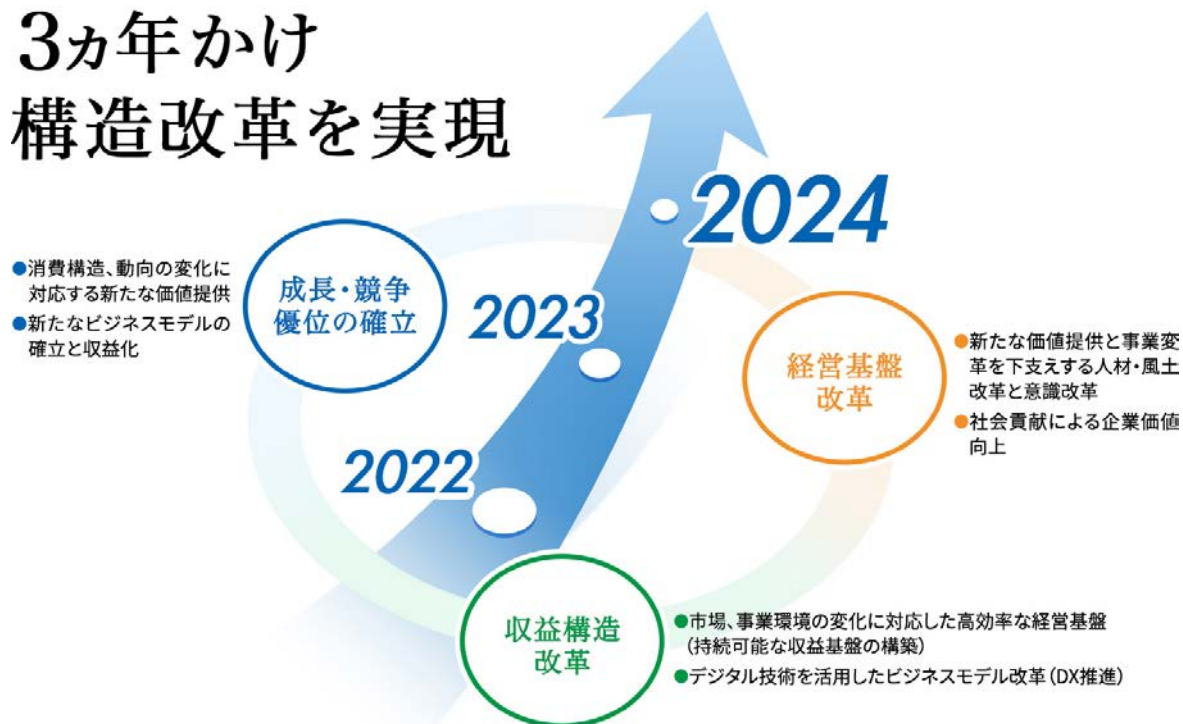 3ヵ年かけ
構造改革を実現
2024
●消費構造、動向の変化に
対応する新たな価値提供
●新たなビジネスモデルの
確立と収益化
成長・競争
優位の確立
2023
経営基盤
改革
●新たな価値提供と事業変
革を下支えする人材・風土
改革と意識改革
●社会貢献による企業価値
向上
2022
収益構造
改革
●市場、事業環境の変化に対応した高効率な経営基盤
(持続可能な収益基盤の構築)
●デジタル技術を活用したビジネスモデル改革(DX推進)